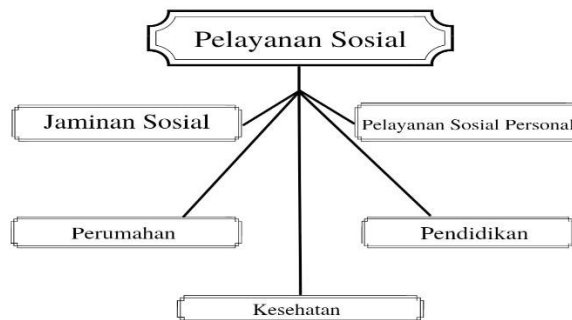 Pelayanan Sosial
Jaminan Sosial
Pelayanan Sosial Personal
Perumahan
Pendidikan
Kesehatan